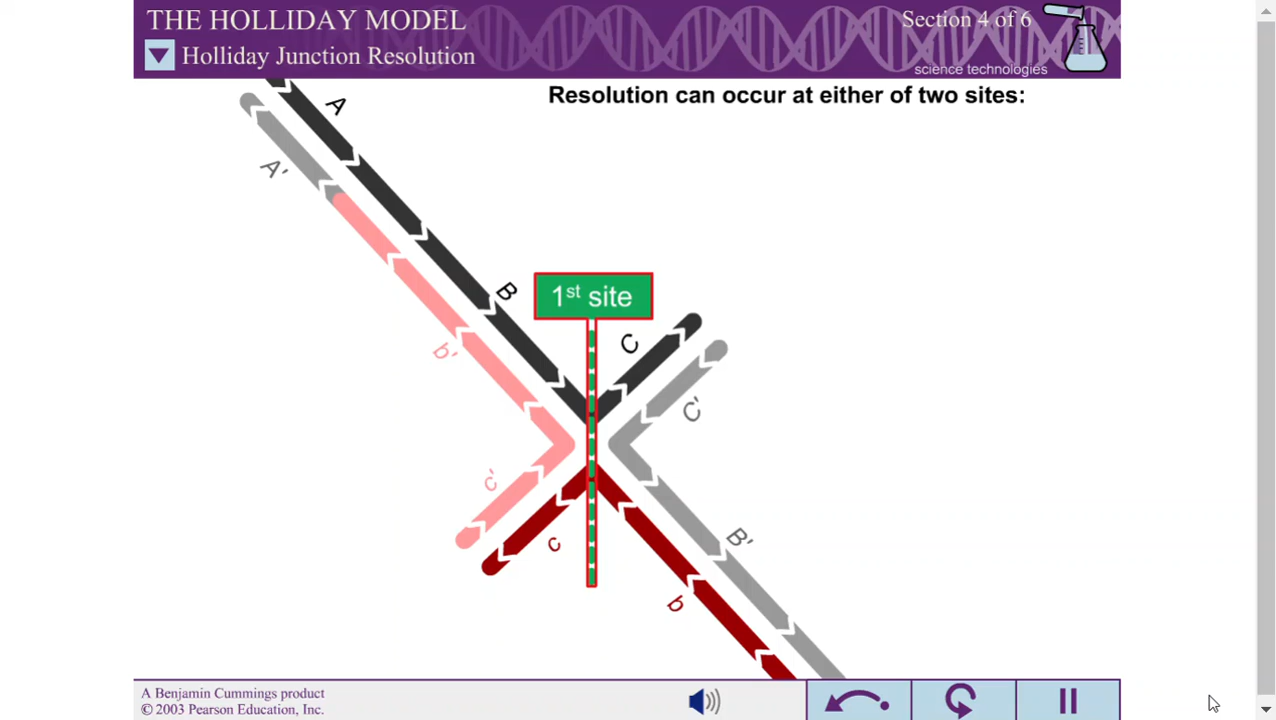 THE HOLLIDAY MODEL
Section 4 of 6
Holliday Junction Resolution
science technologies
Resolution can occur at either of two sites:
A
A'
B
1st site
C
b'
C'
c'
B'
c
b
A Benjamin Cummings product
© 2003 Pearson Education, Inc.